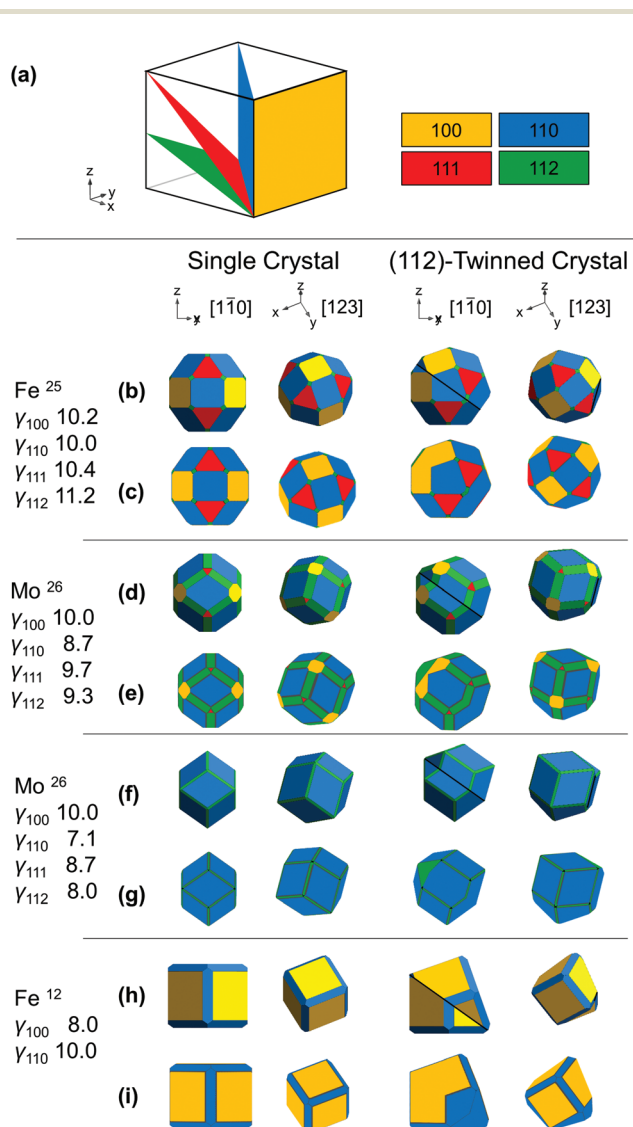 (a)
100 110
111 112
z
y
x
Single Crystal (112)-Twinned Crystal
z [11̄0] z [123] z [11̄0] z [123]
x y x y
Fe 25
γ100 10.2
γ110 10.0
γ111 10.4
γ112 11.2
(b)
(c)
Mo 26
γ100 10.0
γ110 8.7
γ111 9.7
γ112 9.3
(d)
(e)
Mo 26
γ100 10.0
γ110 7.1
γ111 8.7
γ112 8.0
(f)
(g)
Fe 12
γ100 8.0
γ110 10.0
(h)
(i)